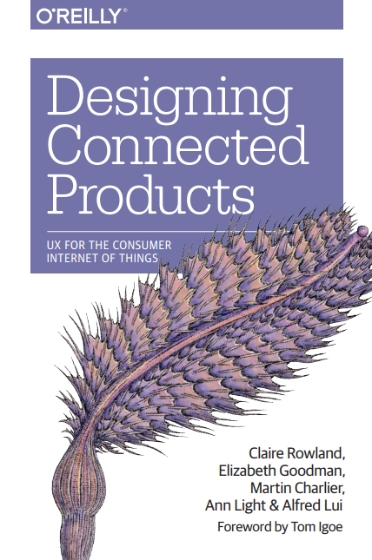 O'REILLY®
Designing
Connected
Products
UX FOR THE CONSUMER
INTERNET OF THINGS
Claire Rowland,
Elizabeth Goodman,
Martin Charlier,
Ann Light & Alfred Lui
Foreword by Tom Igoe